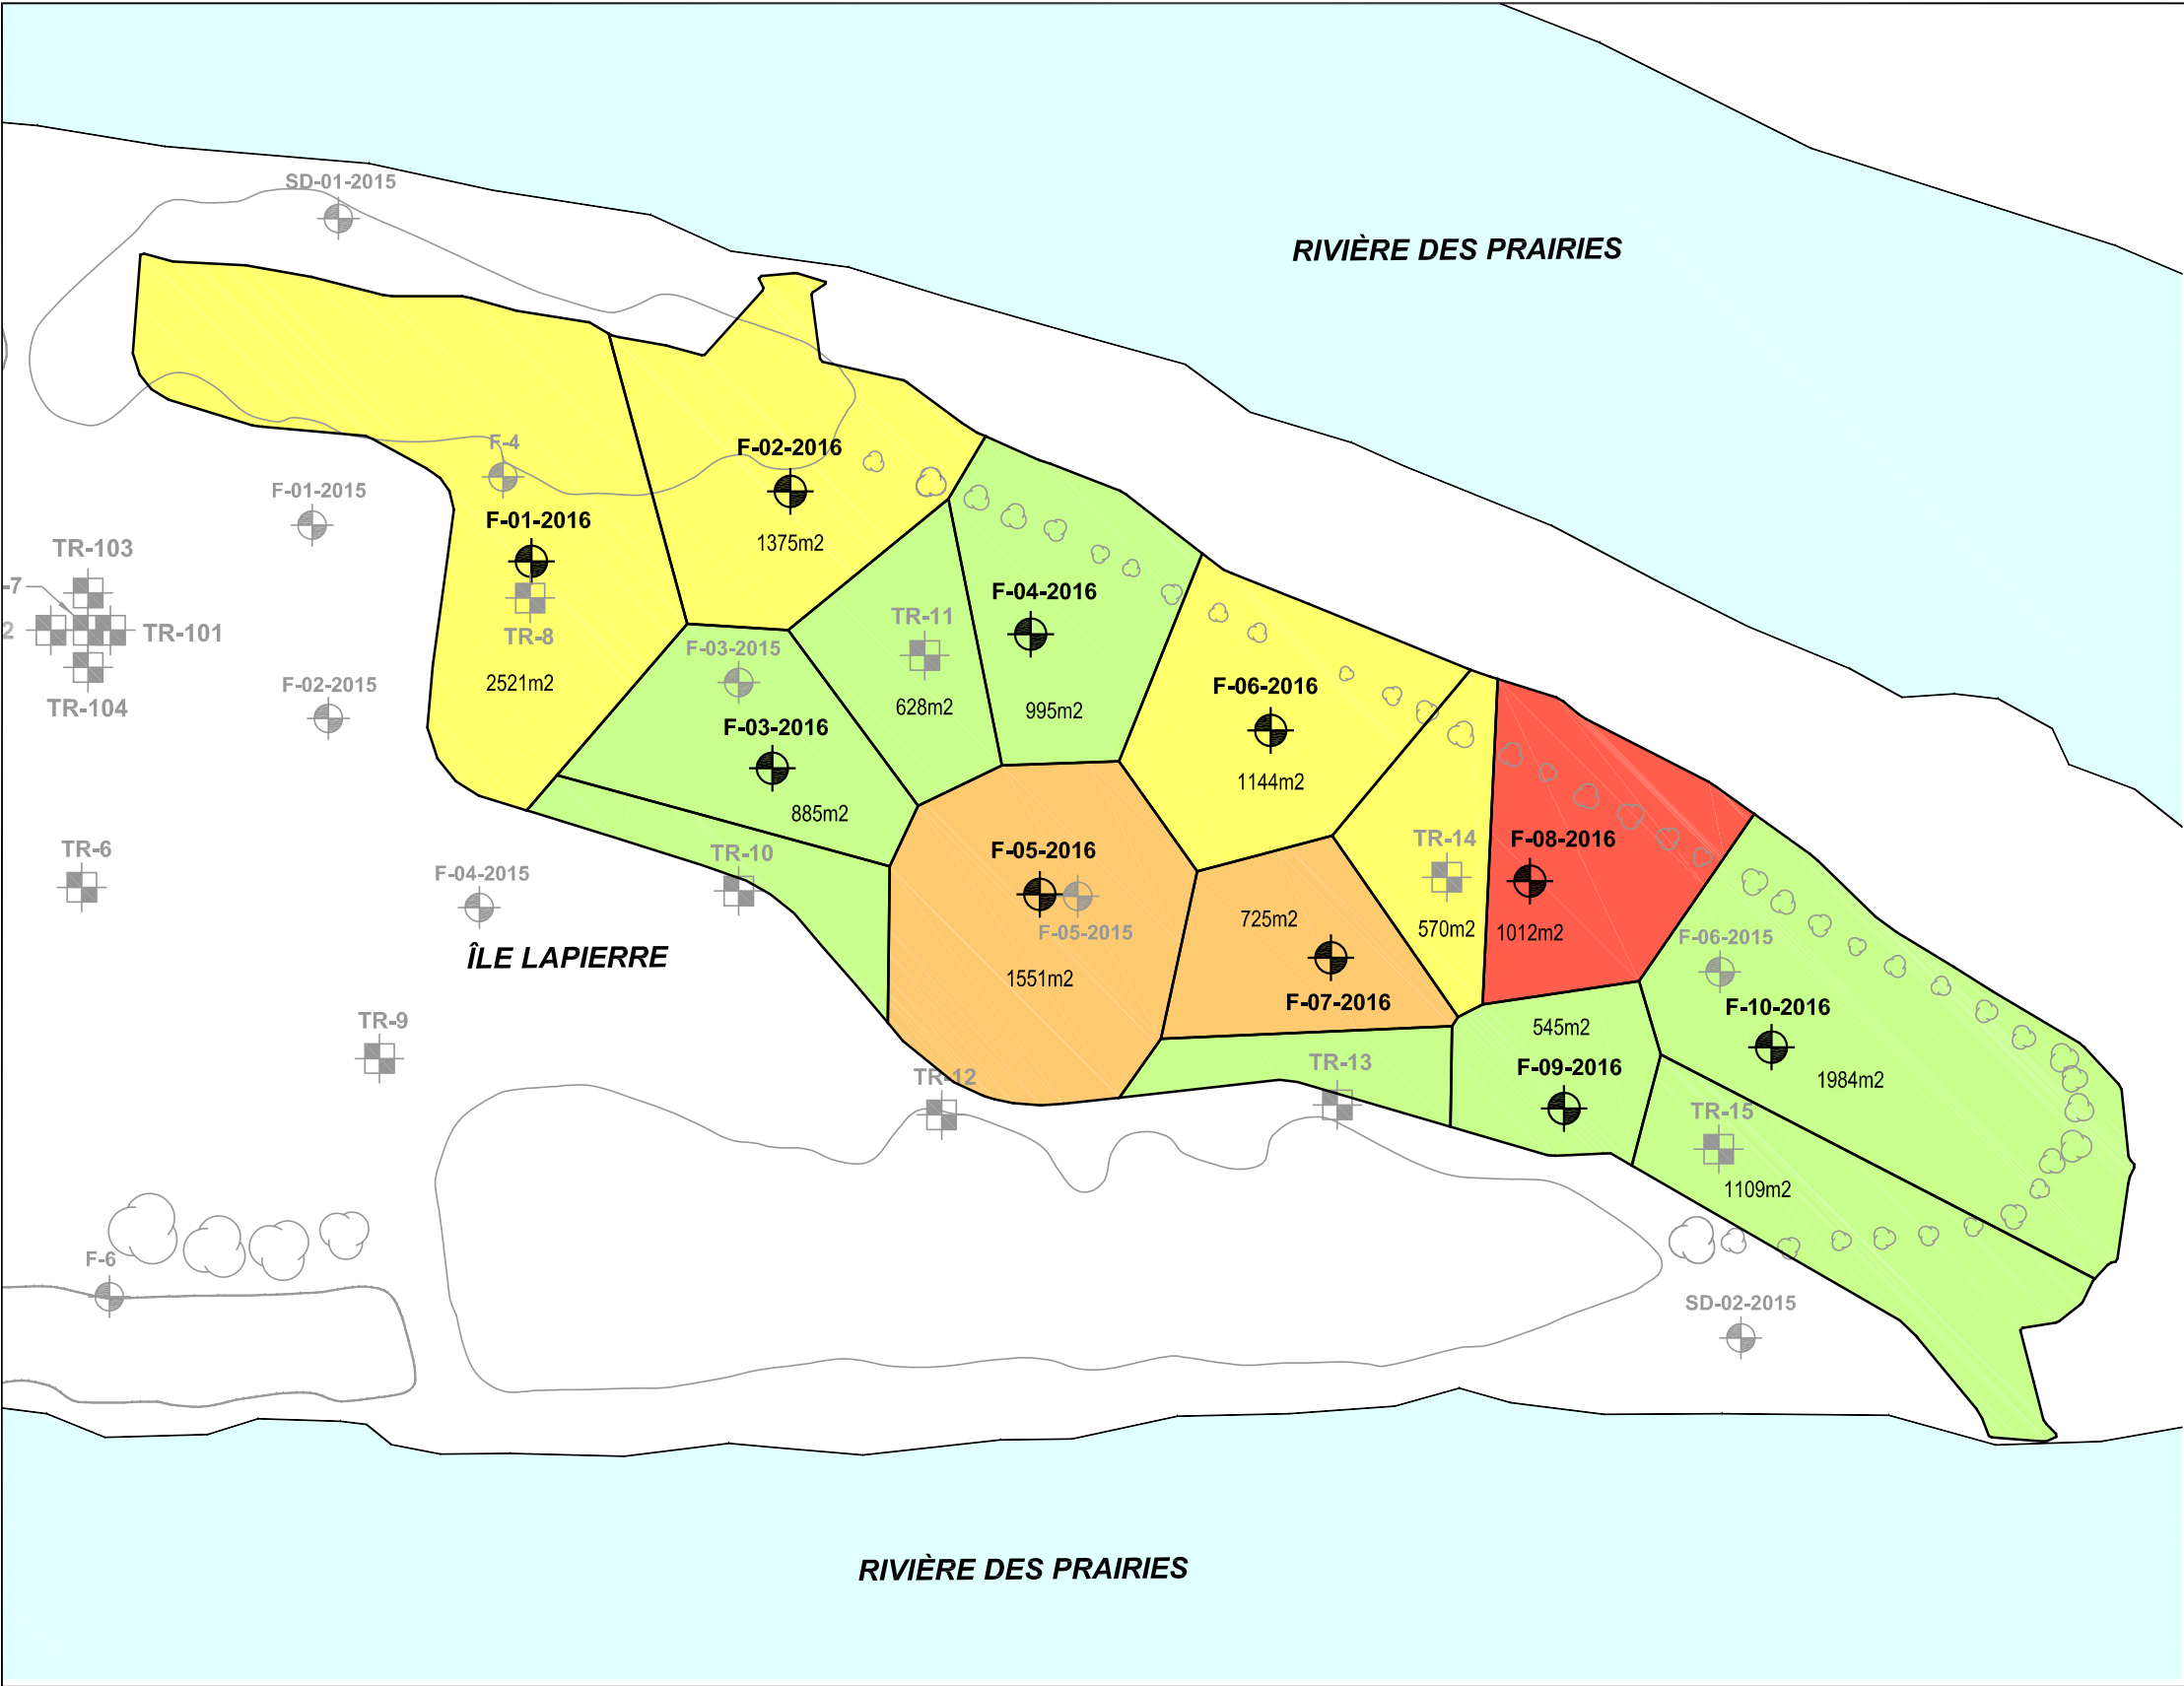 SD-01-2015
RIVIÈRE DES PRAIRIES
F-4
F-02-2016
F-01-2015
F-01-2016
1375m2
TR-103
-7
F-04-2016
TR-11
2
TR-101
TR-8
F-03-2015
F-02-2015
2521m2
F-06-2016
TR-104
628m2
995m2
F-03-2016
1144m2
885m2
TR-6
TR-10
F-05-2016
TR-14
F-08-2016
F-04-2015
725m2
F-05-2015
570m2
1012m2
F-06-2015
ÎLE LAPIERRE
1551m2
F-07-2016
F-10-2016
TR-9
545m2
TR-12
TR-13
F-09-2016
1984m2
TR-15
1109m2
F-6
SD-02-2015
RIVIÈRE DES PRAIRIES